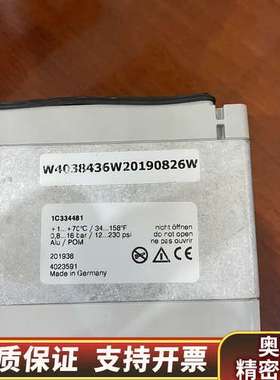 W4038436W20190826W
1C334481
+1...+70°C / 34...158°F
0,8...16 bar / 12...230 psi
Alu / POM
nicht öffnen
do not open
ne pas ouvrir
201938
4023591
Made in Germany
质保证 支持开票
奥
精密